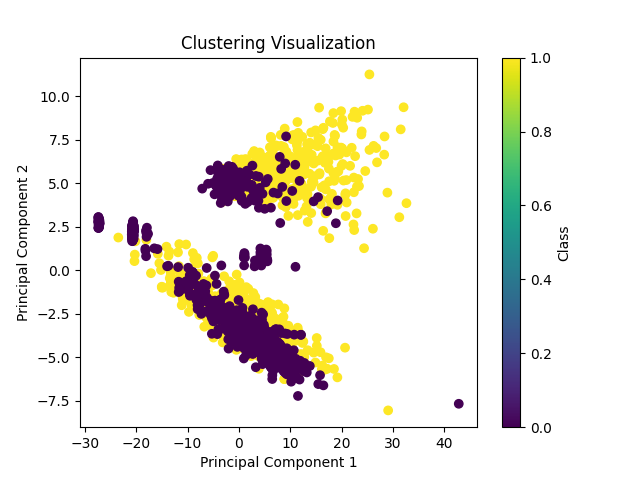 Clustering Visualization
Principal Component 2
10.0
7.5
5.0
2.5
0.0
−2.5
−5.0
−7.5
−30 −20 −10 0 10 20 30 40
Principal Component 1
1.0
0.8
0.6
0.4
0.2
0.0
Class